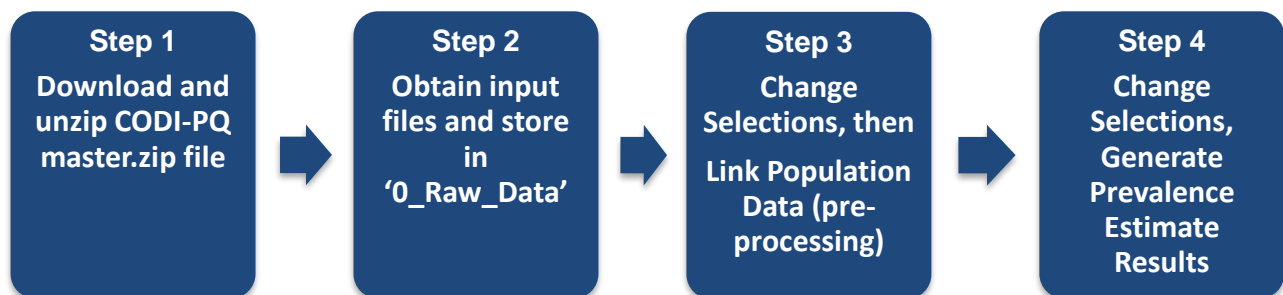 Step 1
Download and
unzip CODI-PQ
master.zip file
Step 2
Obtain input
files and store
in
‘0_Raw_Data’
Step 3
Change
Selections, then
Link Population
Data (pre-
processing)
Step 4
Change
Selections,
Generate
Prevalence
Estimate
Results